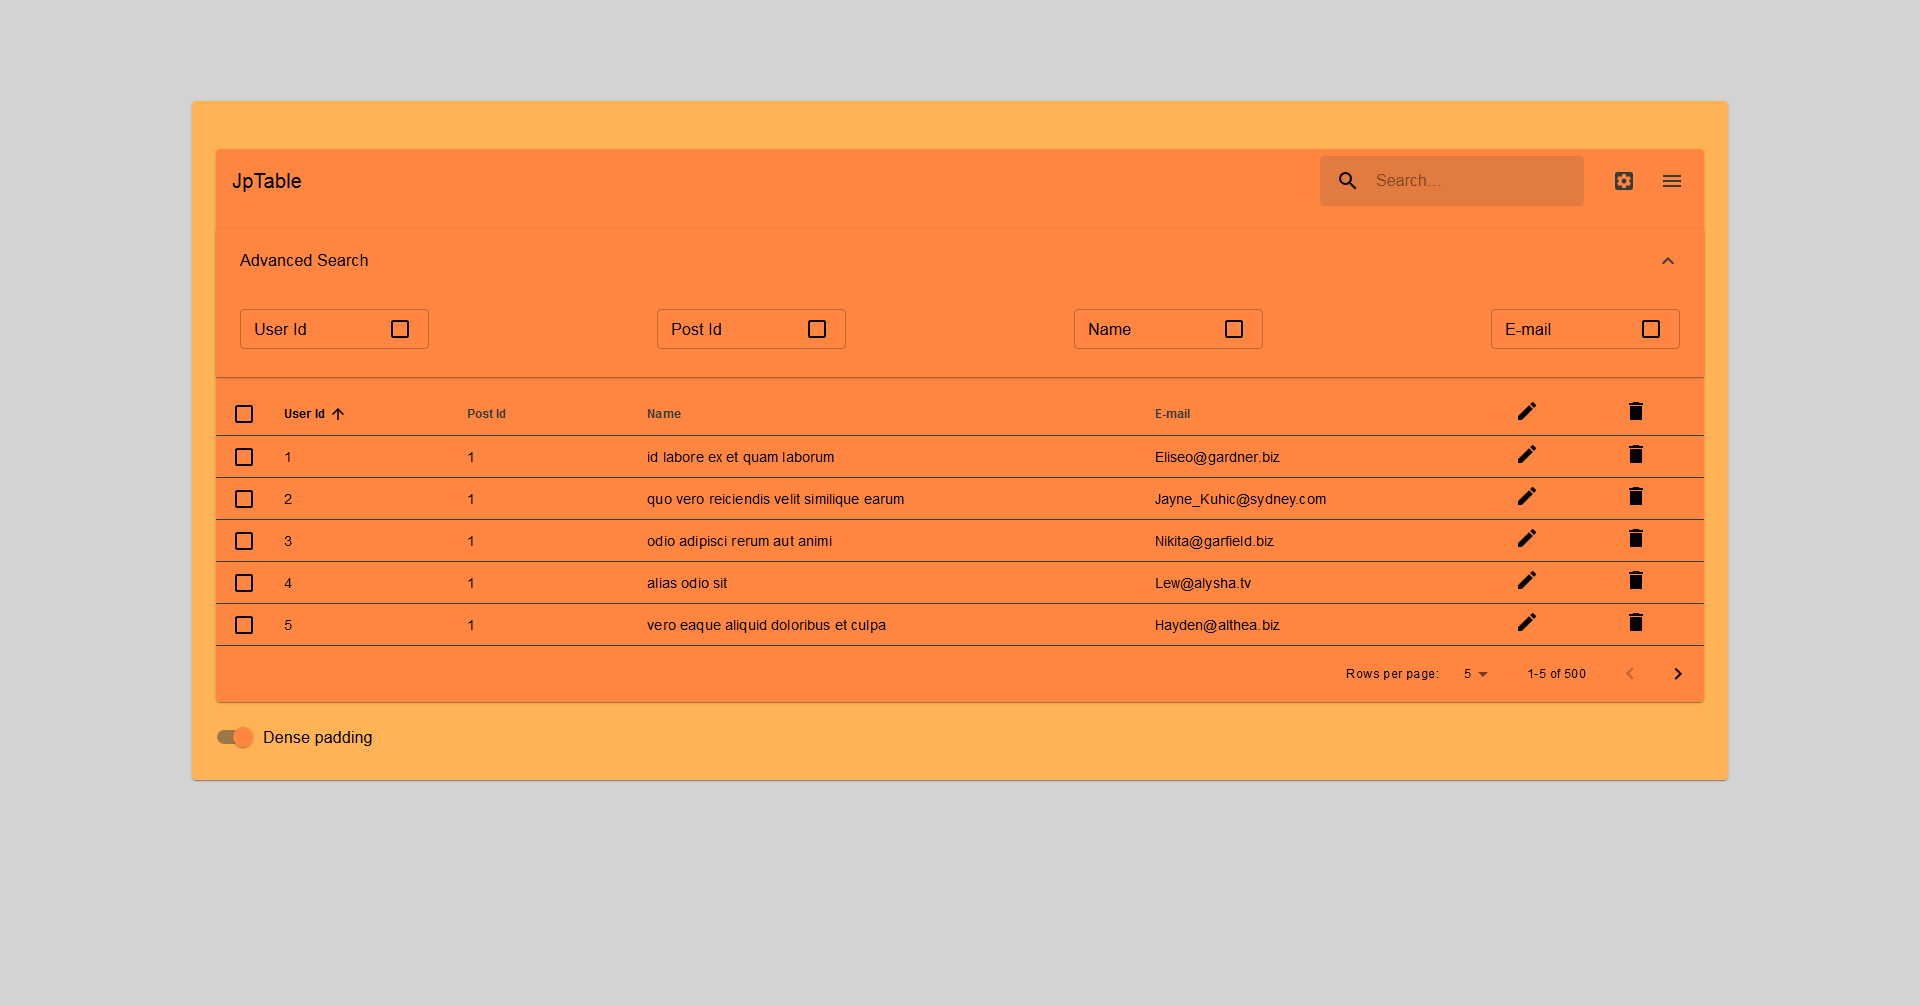 JpTable Search...
Advanced Search
User Id Post Id Name E-mail
User Id Post Id Name E-mail
1 1 id labore ex et quam laborum Eliseo@gardner.biz
2 1 quo vero reiciendis velit similique earum Jayne_Kuhic@sydney.com
3 1 odio adipisci rerum aut animi Nikita@garfield.biz
4 1 alias odio sit Lew@alysha.tv
5 1 vero eaque aliquid doloribus et culpa Hayden@althea.biz
Rows per page: 5 1-5 of 500
Dense padding